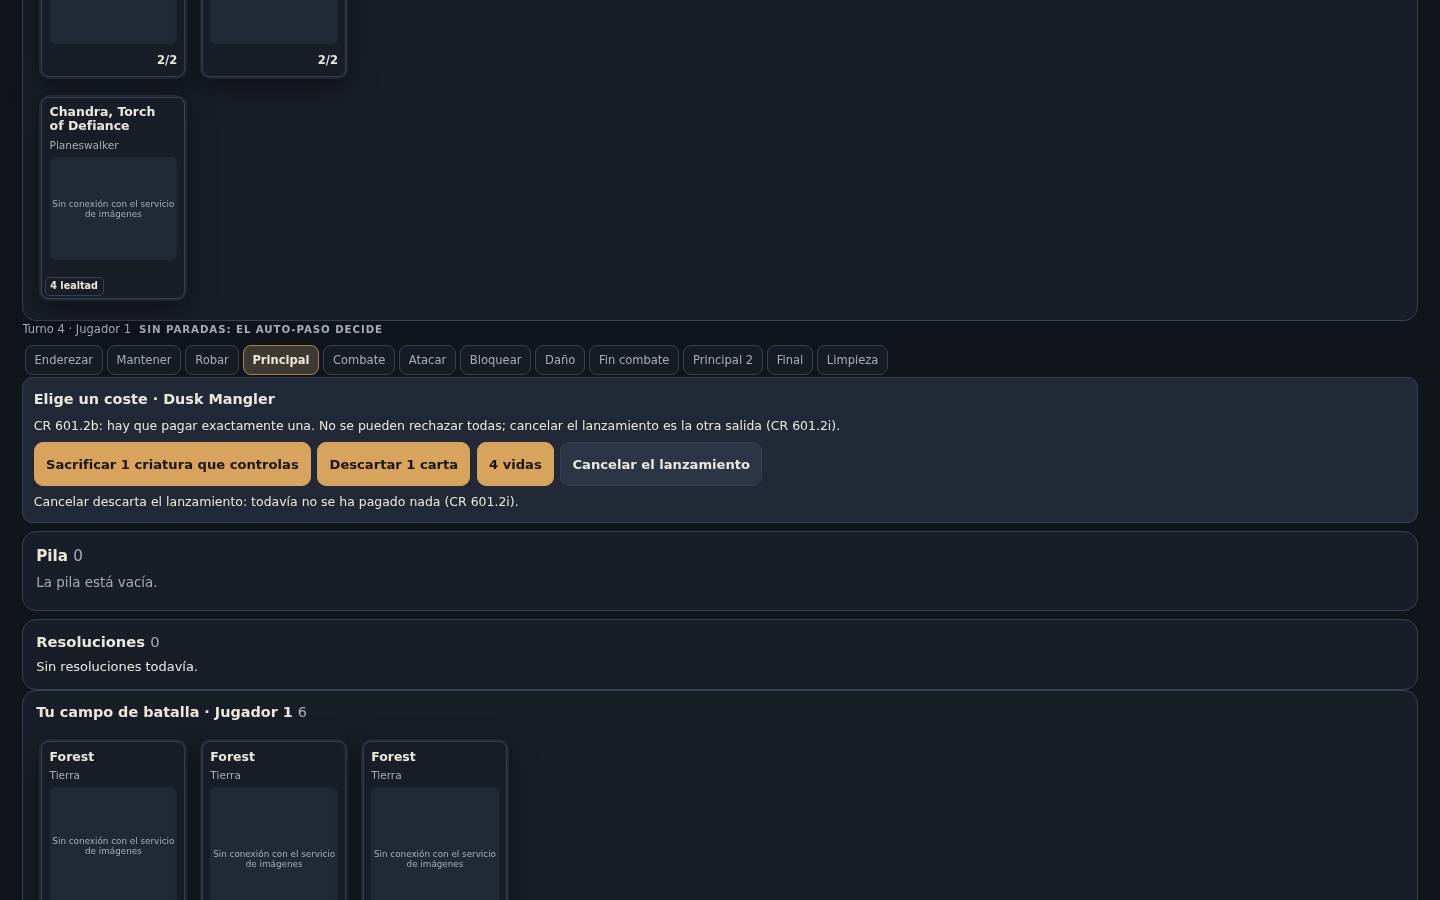 2/2 2/2
Chandra, Torch
of Defiance
Planeswalker
Sin conexión con el servicio
de imágenes
4 lealtad
Turno 4 · Jugador 1 SIN PARADAS: EL AUTO-PASO DECIDE
Enderezar Mantener Robar Principal Combate Atacar Bloquear Daño Fin combate Principal 2 Final Limpieza
Elige un coste · Dusk Mangler
CR 601.2b: hay que pagar exactamente una. No se pueden rechazar todas; cancelar el lanzamiento es la otra salida (CR 601.2i).
Sacrificar 1 criatura que controlas Descartar 1 carta 4 vidas Cancelar el lanzamiento
Cancelar descarta el lanzamiento: todavía no se ha pagado nada (CR 601.2i).
Pila 0
La pila está vacía.
Resoluciones 0
Sin resoluciones todavía.
Tu campo de batalla · Jugador 1 6
Forest Forest Forest
Tierra Tierra Tierra
Sin conexión con el servicio
de imágenes
Sin conexión con el servicio
de imágenes
Sin conexión con el servicio
de imágenes